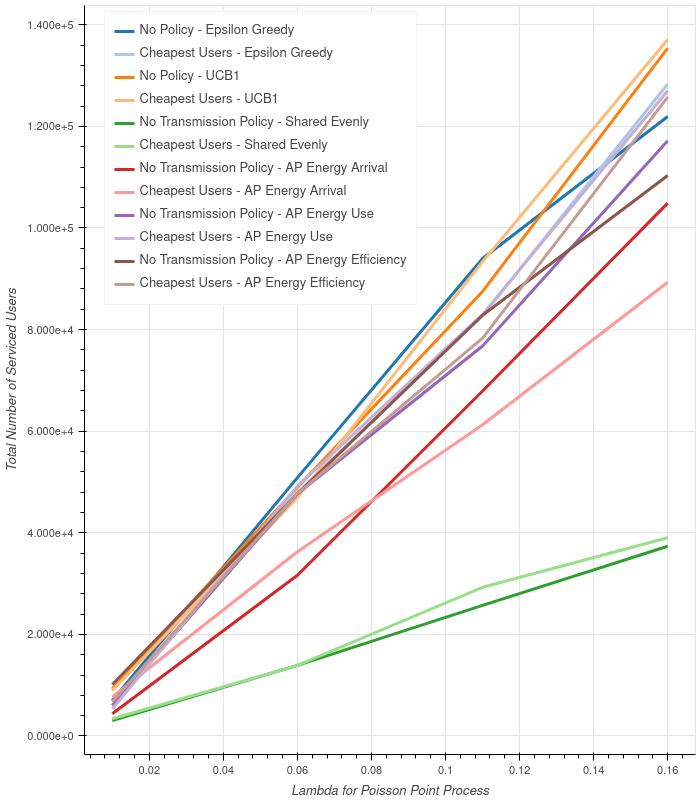 1.400e+5
1.200e+5
1.000e+5
8.000e+4
6.000e+4
4.000e+4
2.000e+4
0.000e+0
Total Number of Serviced Users
No Policy - Epsilon Greedy
Cheapest Users - Epsilon Greedy
No Policy - UCB1
Cheapest Users - UCB1
No Transmission Policy - Shared Evenly
Cheapest Users - Shared Evenly
No Transmission Policy - AP Energy Arrival
Cheapest Users - AP Energy Arrival
No Transmission Policy - AP Energy Use
Cheapest Users - AP Energy Use
No Transmission Policy - AP Energy Efficiency
Cheapest Users - AP Energy Efficiency
0.02 0.04 0.06 0.08 0.1 0.12 0.14 0.16
Lambda for Poisson Point Process